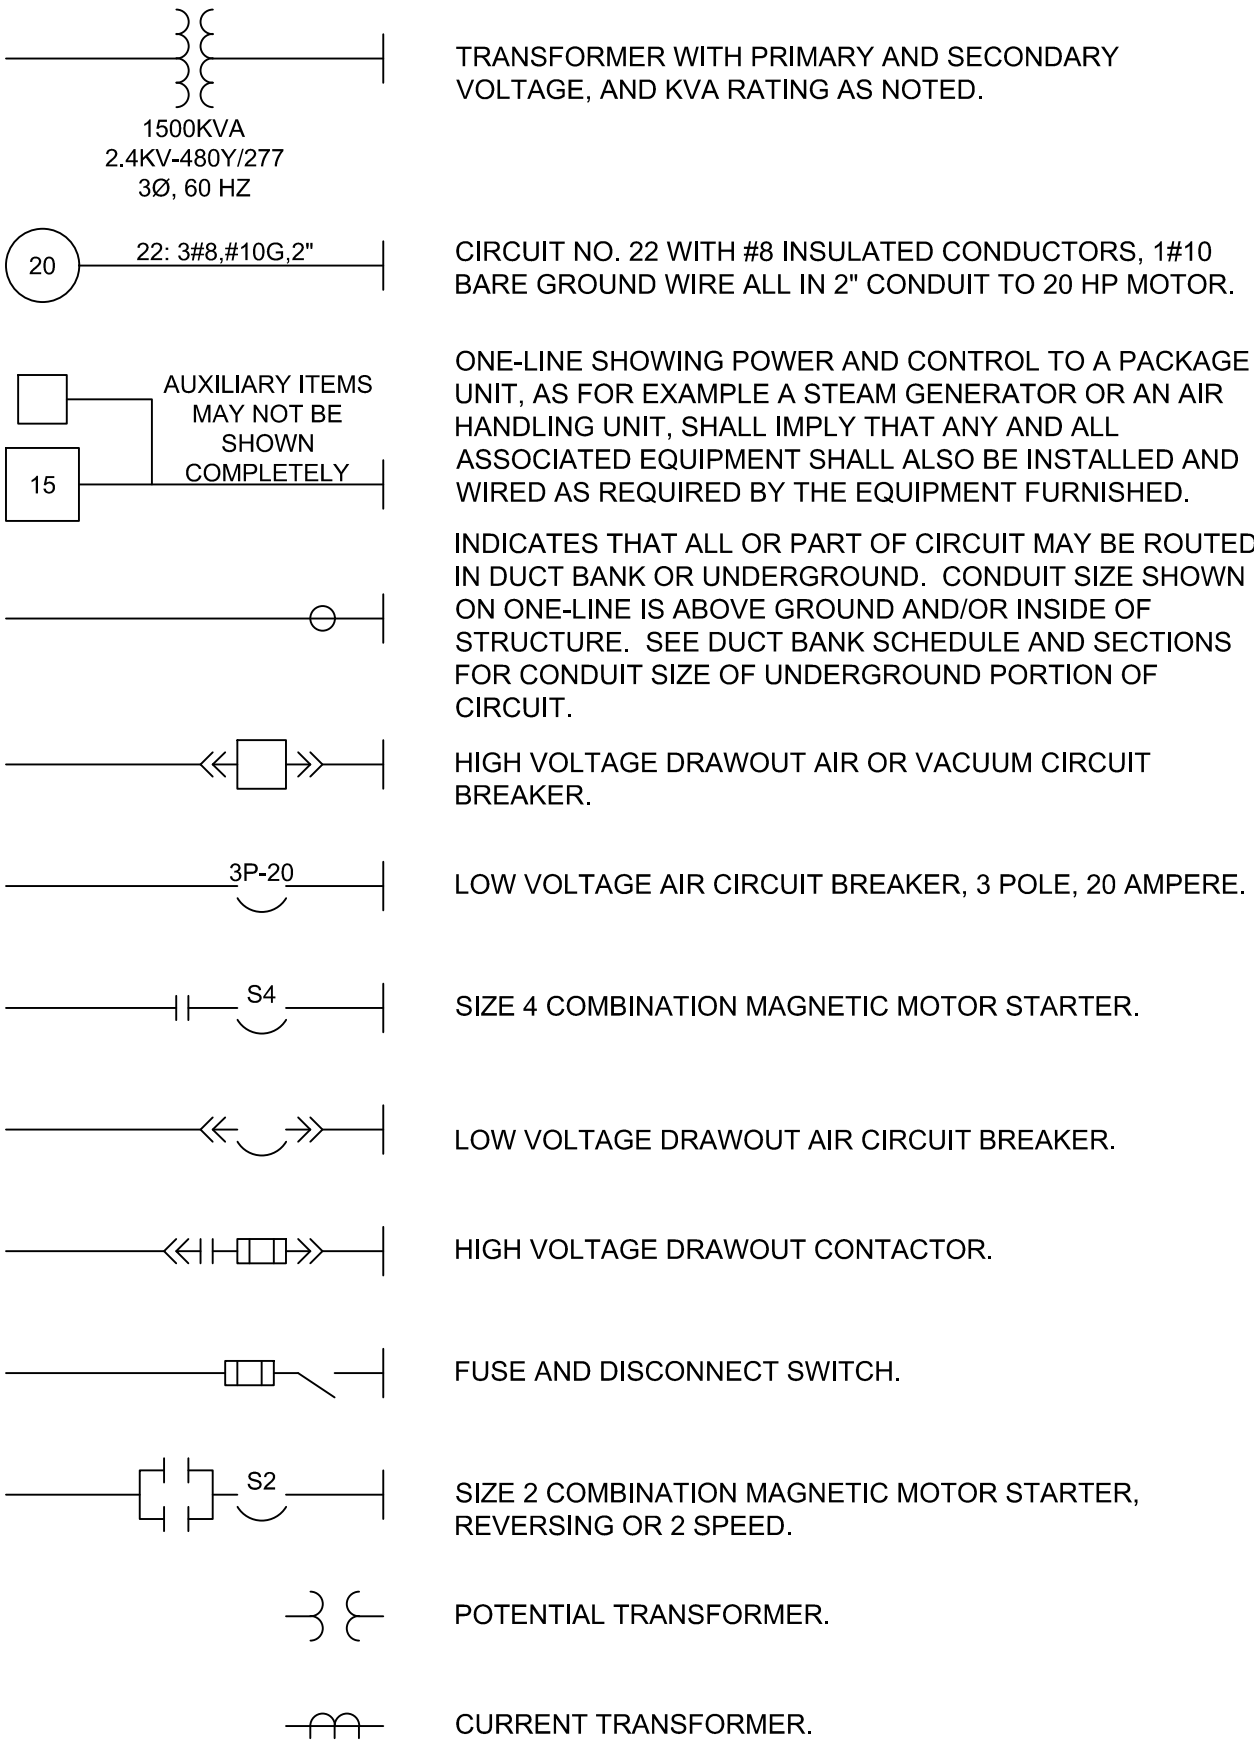 TRANSFORMER WITH PRIMARY AND SECONDARY
VOLTAGE, AND KVA RATING AS NOTED.
1500KVA
2.4KV-480Y/277
3Ø, 60 HZ
20
22: 3#8,#10G,2"
CIRCUIT NO. 22 WITH #8 INSULATED CONDUCTORS, 1#10
BARE GROUND WIRE ALL IN 2" CONDUIT TO 20 HP MOTOR.
AUXILIARY ITEMS
MAY NOT BE
SHOWN
COMPLETELY
15
ONE-LINE SHOWING POWER AND CONTROL TO A PACKAGE
UNIT, AS FOR EXAMPLE A STEAM GENERATOR OR AN AIR
HANDLING UNIT, SHALL IMPLY THAT ANY AND ALL
ASSOCIATED EQUIPMENT SHALL ALSO BE INSTALLED AND
WIRED AS REQUIRED BY THE EQUIPMENT FURNISHED.
INDICATES THAT ALL OR PART OF CIRCUIT MAY BE ROUTED
IN DUCT BANK OR UNDERGROUND. CONDUIT SIZE SHOWN
ON ONE-LINE IS ABOVE GROUND AND/OR INSIDE OF
STRUCTURE. SEE DUCT BANK SCHEDULE AND SECTIONS
FOR CONDUIT SIZE OF UNDERGROUND PORTION OF
CIRCUIT.
HIGH VOLTAGE DRAWOUT AIR OR VACUUM CIRCUIT
BREAKER.
3P-20
LOW VOLTAGE AIR CIRCUIT BREAKER, 3 POLE, 20 AMPERE.
S4
SIZE 4 COMBINATION MAGNETIC MOTOR STARTER.
LOW VOLTAGE DRAWOUT AIR CIRCUIT BREAKER.
HIGH VOLTAGE DRAWOUT CONTACTOR.
FUSE AND DISCONNECT SWITCH.
S2
SIZE 2 COMBINATION MAGNETIC MOTOR STARTER,
REVERSING OR 2 SPEED.
POTENTIAL TRANSFORMER.
CURRENT TRANSFORMER.